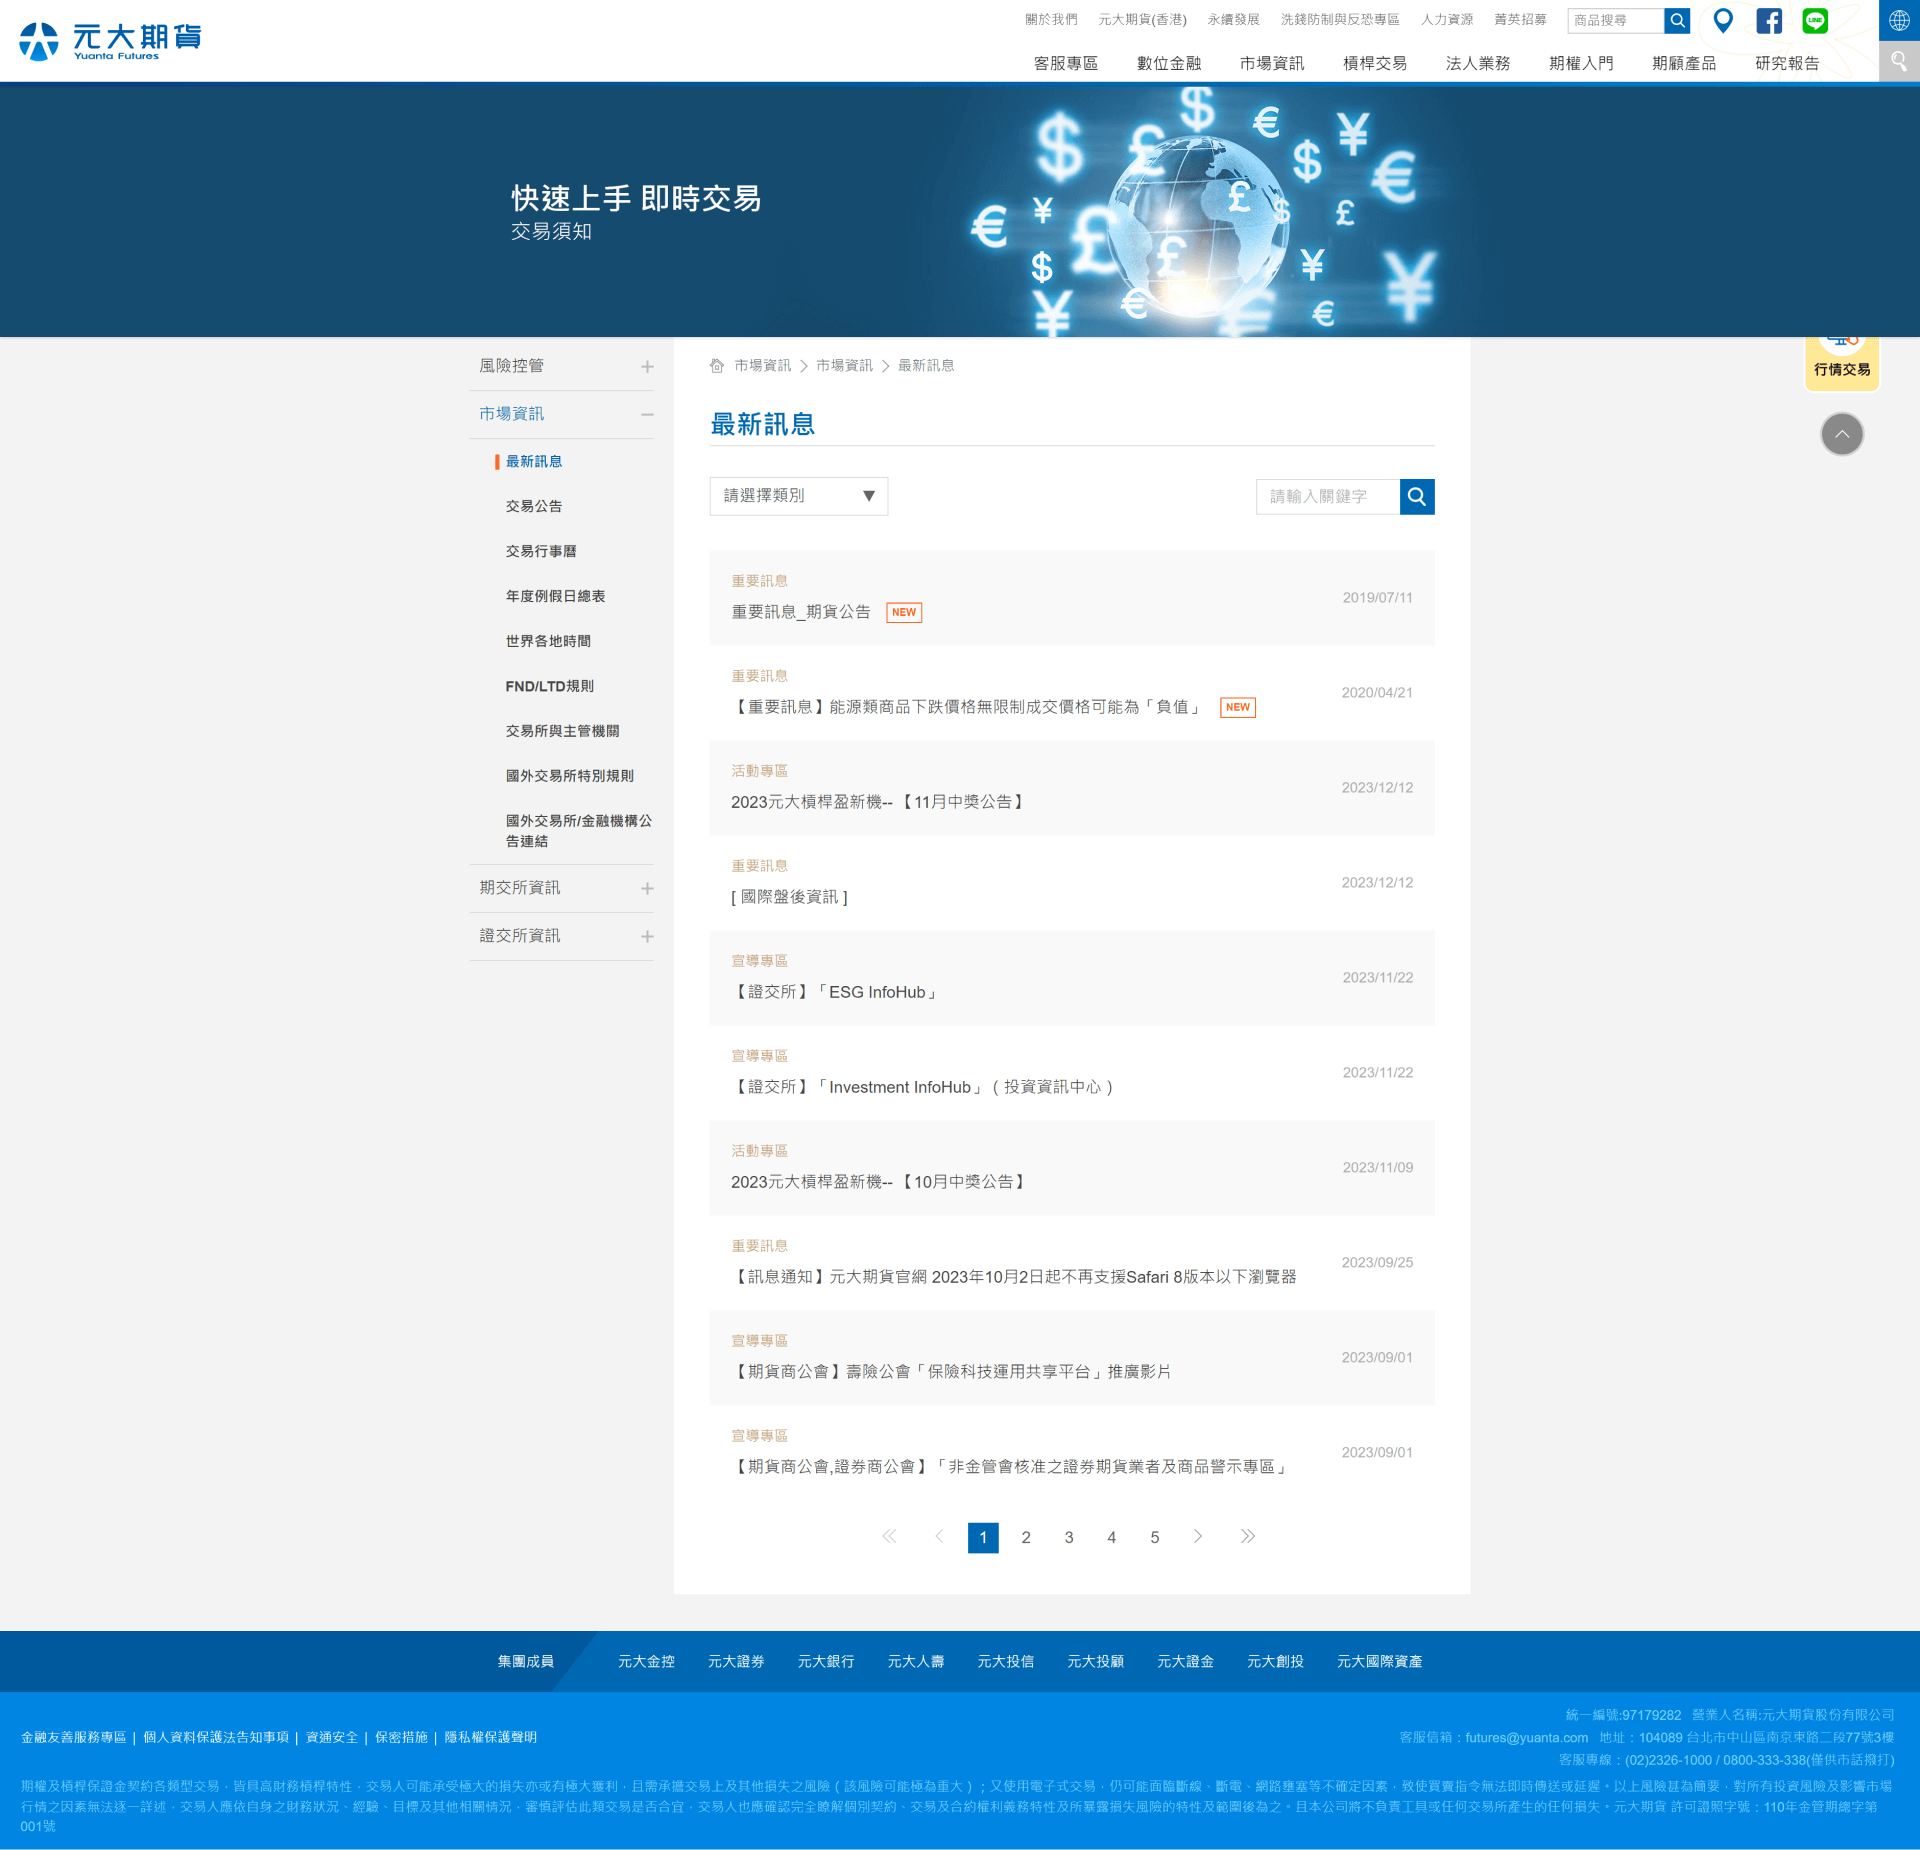 元大期貨
Yuanta Futures
關於我們 元大期貨(香港) 永續發展 洗錢防制與反恐專區 人力資源 菁英招募 商品搜尋
LINE
客服專區 數位金融 市場資訊 槓桿交易 法人業務 期權入門 期顧產品 研究報告
快速上手 即時交易
交易須知
行情交易
風險控管
市場資訊
最新訊息
交易公告
交易行事曆
年度例假日總表
世界各地時間
FND/LTD規則
交易所與主管機關
國外交易所特別規則
國外交易所/金融機構公
告連結
期交所資訊
證交所資訊
市場資訊 > 市場資訊 > 最新訊息
最新訊息
請選擇類別 ▼
請輸入關鍵字
重要訊息
重要訊息_期貨公告 NEW
2019/07/11
重要訊息
【重要訊息】能源類商品下跌價格無限制成交價格可能為「負值」 NEW
2020/04/21
活動專區
2023元大槓桿盈新機--【11月中獎公告】
2023/12/12
重要訊息
[ 國際盤後資訊 ]
2023/12/12
宣導專區
【證交所】「ESG InfoHub」
2023/11/22
宣導專區
【證交所】「Investment InfoHub」（投資資訊中心）
2023/11/22
活動專區
2023元大槓桿盈新機--【10月中獎公告】
2023/11/09
重要訊息
【訊息通知】元大期貨官網 2023年10月2日起不再支援Safari 8版本以下瀏覽器
2023/09/25
宣導專區
【期貨商公會】壽險公會「保險科技運用共享平台」推廣影片
2023/09/01
宣導專區
【期貨商公會,證券商公會】「非金管會核准之證券期貨業者及商品警示專區」
2023/09/01
1 2 3 4 5
集團成員 元大金控 元大證券 元大銀行 元大人壽 元大投信 元大投顧 元大證金 元大創投 元大國際資產
金融友善服務專區 | 個人資料保護法告知事項 | 資通安全 | 保密措施 | 隱私權保護聲明
統一編號:97179282 營業人名稱:元大期貨股份有限公司
客服信箱：futures@yuanta.com 地址：104089 台北市中山區南京東路二段77號3樓
客服專線：(02)2326-1000 / 0800-333-338(僅供市話撥打)
期權及槓桿保證金契約各類型交易，皆具高財務槓桿特性，交易人可能承受極大的損失亦或有極大獲利，且需承擔交易上及其他損失之風險（該風險可能極為重大）；又使用電子式交易，仍可能面臨斷線、斷電、網路壅塞等不確定因素，致使買賣指令無法即時傳送或延遲。以上風險甚為簡要，對所有投資風險及影響市場
行情之因素無法逐一詳述，交易人應依自身之財務狀況、經驗、目標及其他相關情況，審慎評估此類交易是否合宜，交易人也應確認完全瞭解個別契約、交易及合約權利義務特性及所暴露損失風險的特性及範圍後為之。且本公司將不負責工具或任何交易所產生的任何損失。元大期貨 許可證照字號：110年金管期總字第
001號